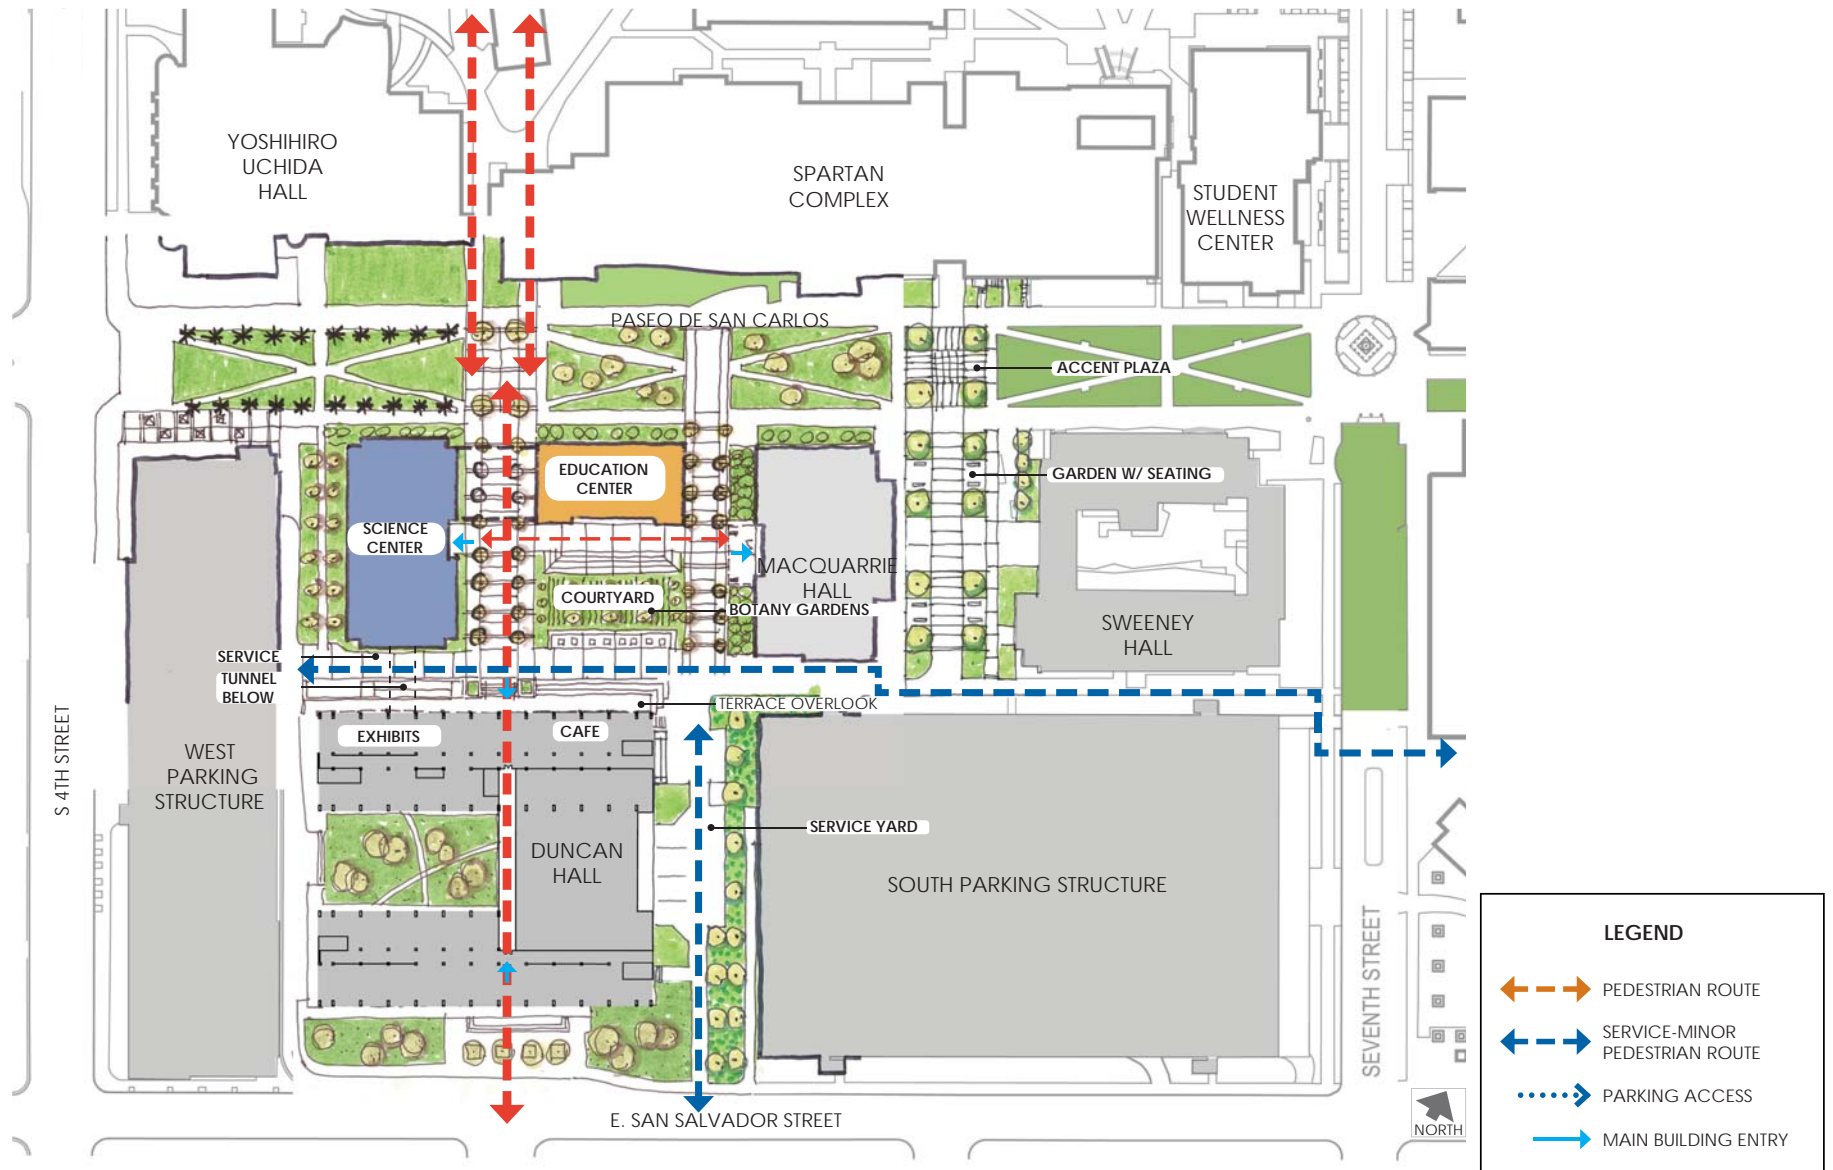 YOSHIHIRO
UCHIDA
HALL
SPARTAN
COMPLEX
STUDENT
WELLNESS
CENTER
PASEO DE SAN CARLOS
ACCENT PLAZA
EDUCATION
CENTER
GARDEN W/ SEATING
SCIENCE
CENTER
MACQUARRIE
HALL
COURTYARD
BOTANY GARDENS
SWEENEY
HALL
SERVICE
TUNNEL
BELOW
TERRACE OVERLOOK
EXHIBITS
CAFE
S 4TH STREET
WEST
PARKING
STRUCTURE
SERVICE YARD
DUNCAN
HALL
SOUTH PARKING STRUCTURE
SEVENTH STREET
E. SAN SALVADOR STREET
NORTH
LEGEND
PEDESTRIAN ROUTE
SERVICE-MINOR
PEDESTRIAN ROUTE
PARKING ACCESS
MAIN BUILDING ENTRY